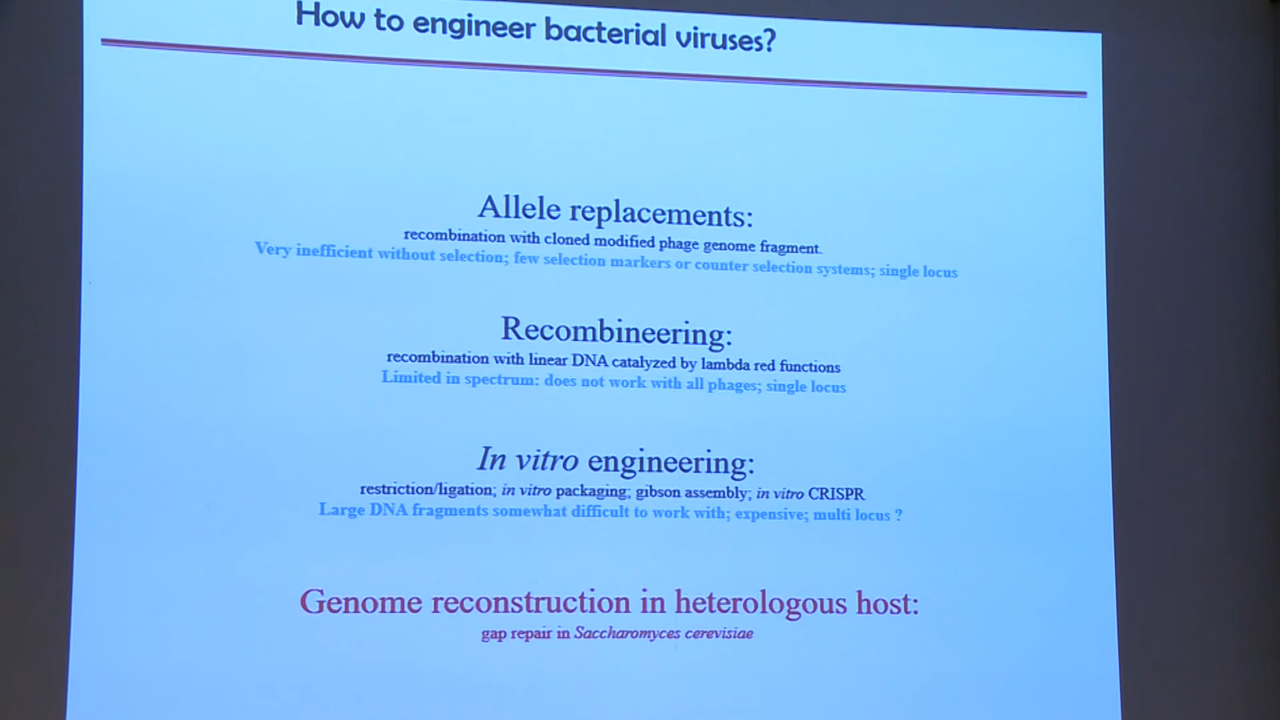 How to engineer bacterial viruses?
Allele replacements:
recombination with cloned modified phage genome fragment.
Very inefficient without selection; few selection markers or counter selection systems; single locus
Recombineering:
recombination with linear DNA catalyzed by lambda red functions
Limited in spectrum: does not work with all phages; single locus
In vitro engineering:
restriction/ligation; in vitro packaging; gibson assembly; in vitro CRISPR
Large DNA fragments somewhat difficult to work with; expensive; multi locus ?
Genome reconstruction in heterologous host:
gap repair in Saccharomyces cerevisiae